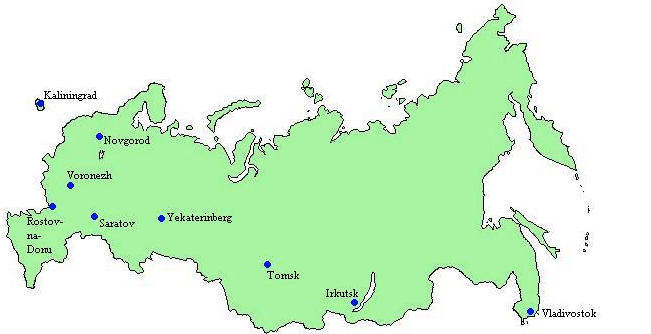 Kaliningrad
Novgorod
Voronezh
Rostov-
na-
Donu
Saratov
Yekaterinberg
Tomsk
Irkutsk
Vladivostok